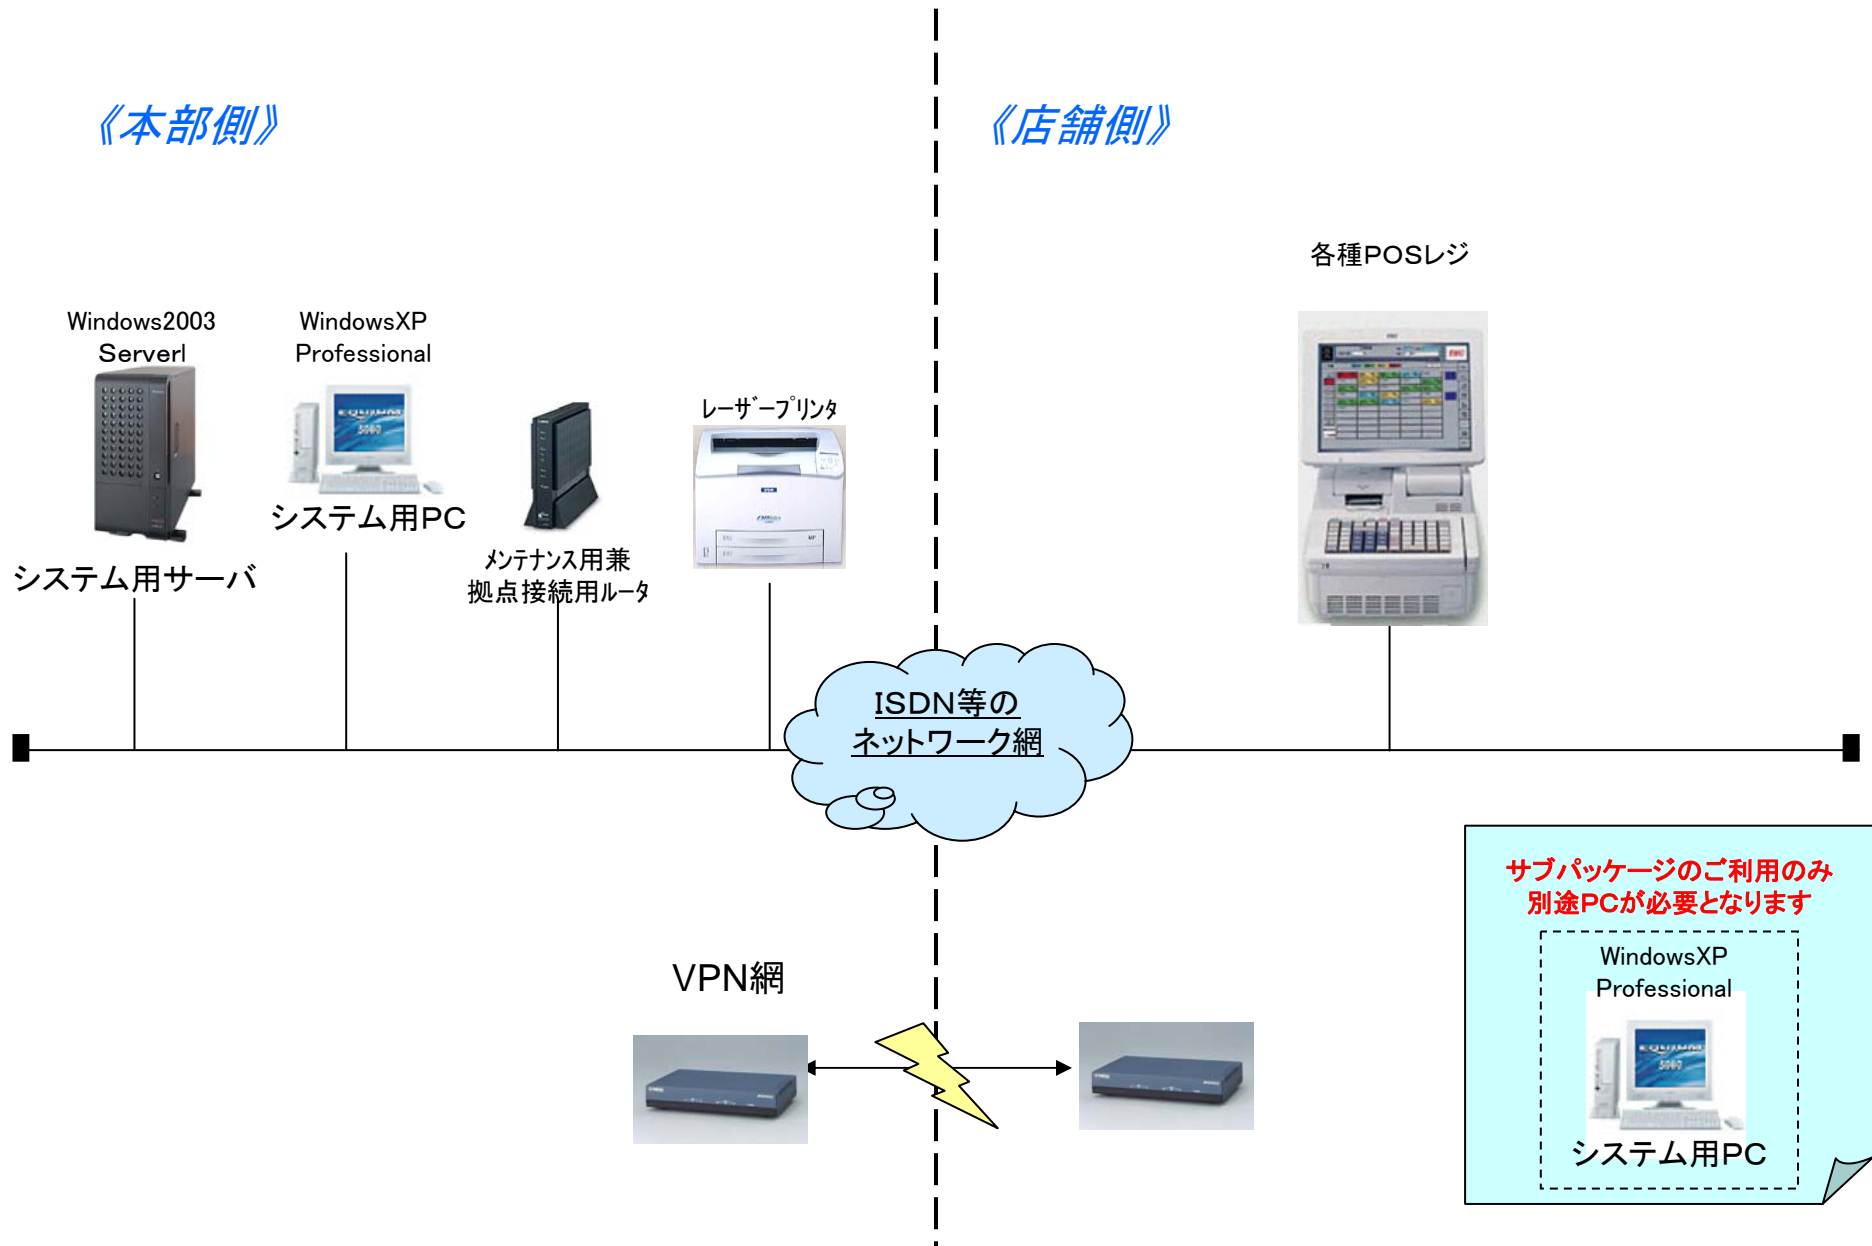 《本部側》
《店舗側》
各種POSレジ
Windows2003
Serverl
WindowsXP
Professional
レーザープリンタ
EQUIUM
5060
システム用PC
メンテナンス用兼
拠点接続用ルータ
システム用サーバ
ISDN等の
ネットワーク網
サブパッケージのご利用のみ
別途PCが必要となります
WindowsXP
Professional
EQUIUM
5060
システム用PC
VPN網